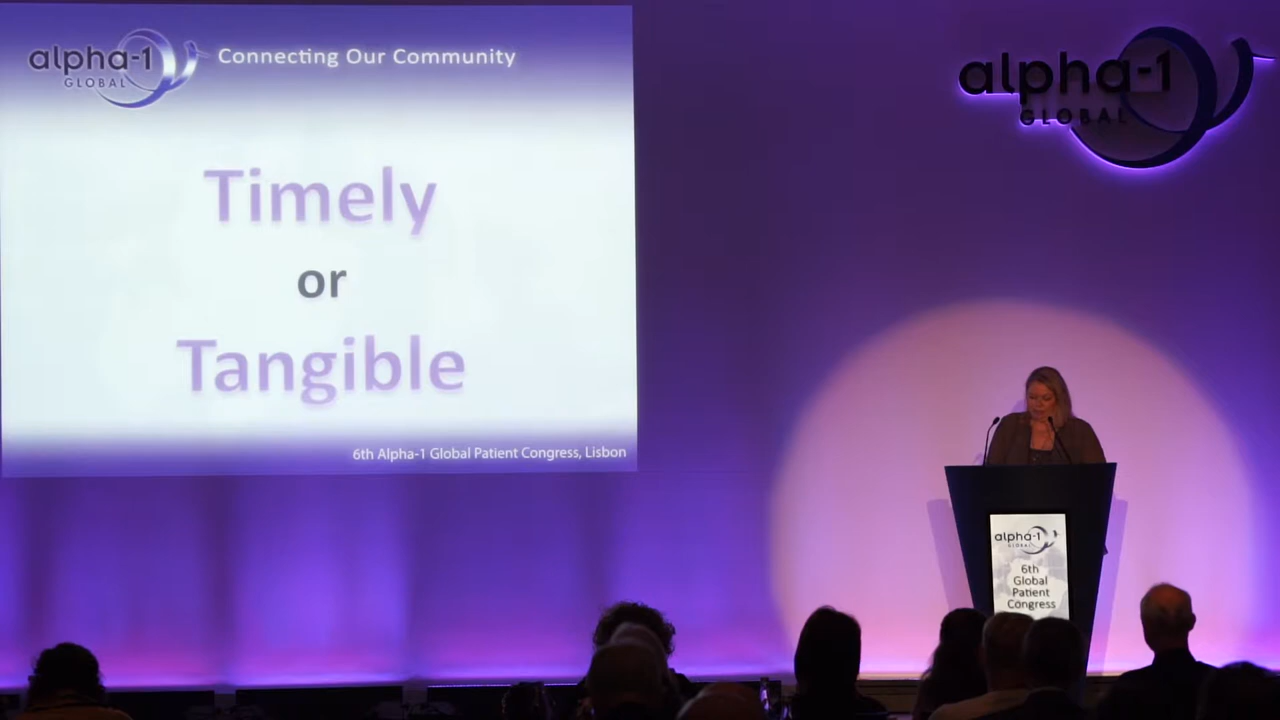 alpha-1
GLOBAL
Connecting Our Community
Timely
or
Tangible
6th Alpha-1 Global Patient Congress, Lisbon
alpha-1
GLOBAL
alpha-1
GLOBAL
6th
Global
Patient
Congress